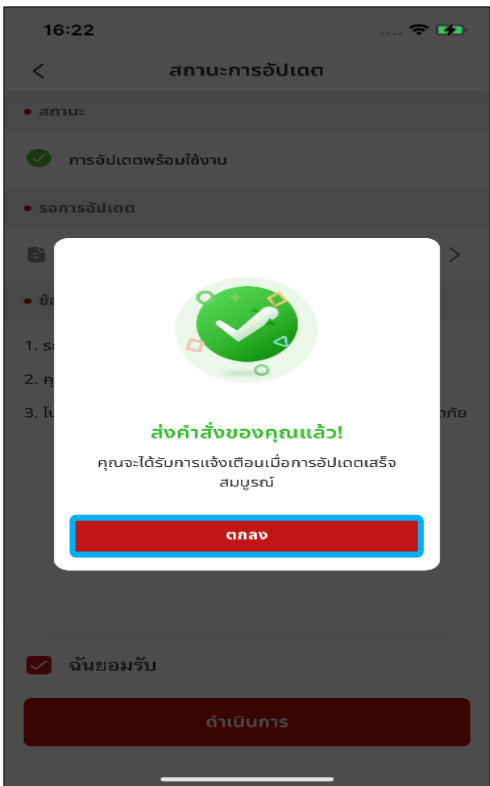 16:22
สถานะการอัปเดต
สถานะ
การอัปเดตพร้อมใช้งาน
รอการอัปเดต
1.
2.
3.
ส่งคำสั่งของคุณแล้ว!
คุณจะได้รับการแจ้งเตือนเมื่อการอัปเดตเสร็จ
สมบูรณ์
ตกลง
ฉันยอมรับ
ดำเนินการ